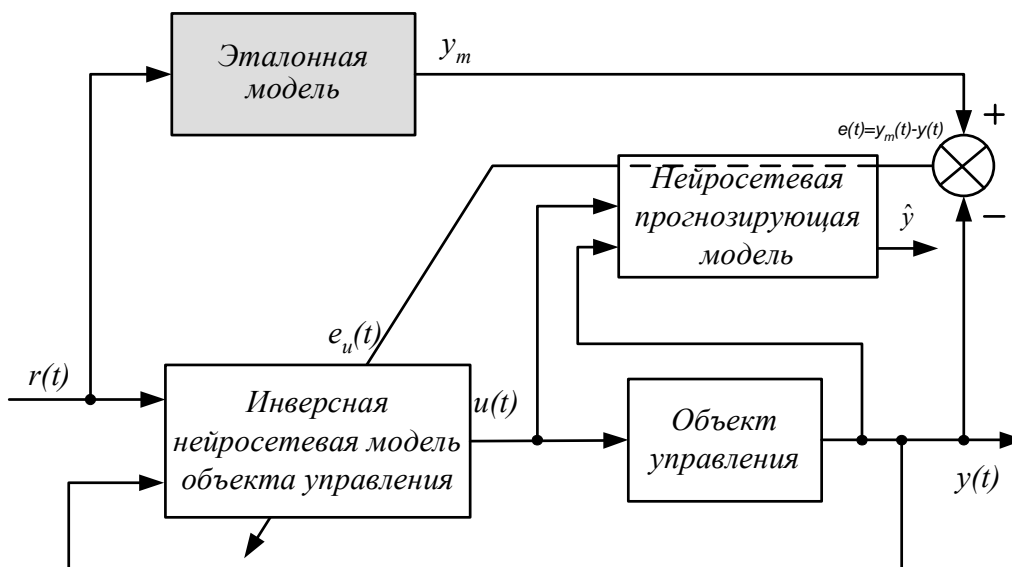 Эталонная
модель
y_m
+
e(t)=y_m(t)-y(t)
Нейросетевая
прогнозирующая
модель
ŷ
−
e_u(t)
r(t)
Инверсная
нейросетевая модель
объекта управления
u(t)
Объект
управления
y(t)